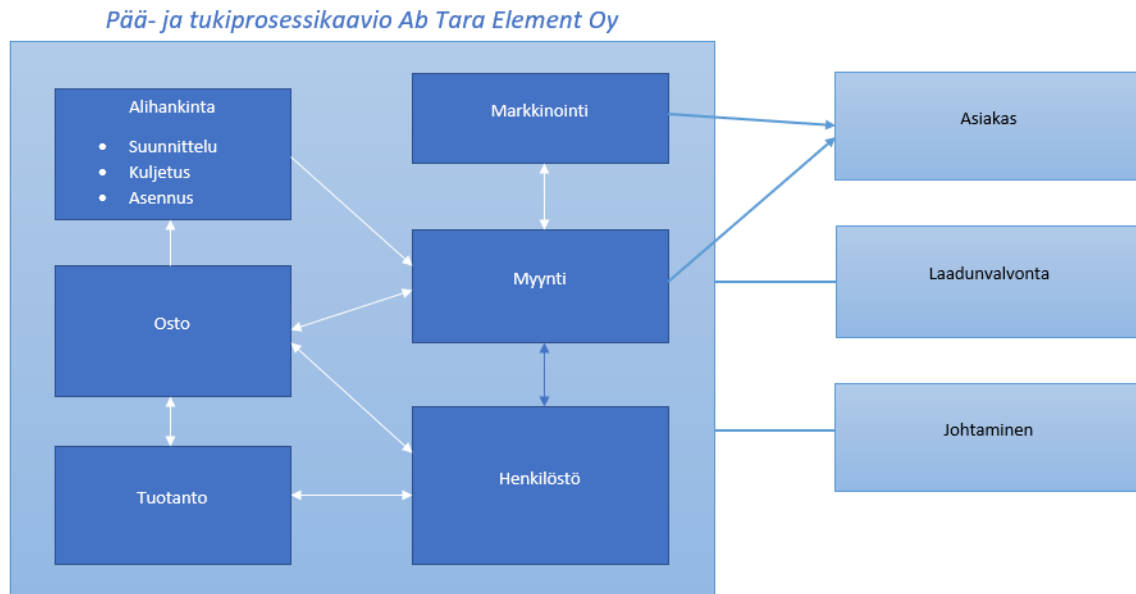 Pää- ja tukiprosessikaavio Ab Tara Element Oy
Alihankinta
• Suunnittelu
• Kuljetus
• Asennus
Markkinointi
Asiakas
Osto
Myynti
Laadunvalvonta
Tuotanto
Henkilöstö
Johtaminen